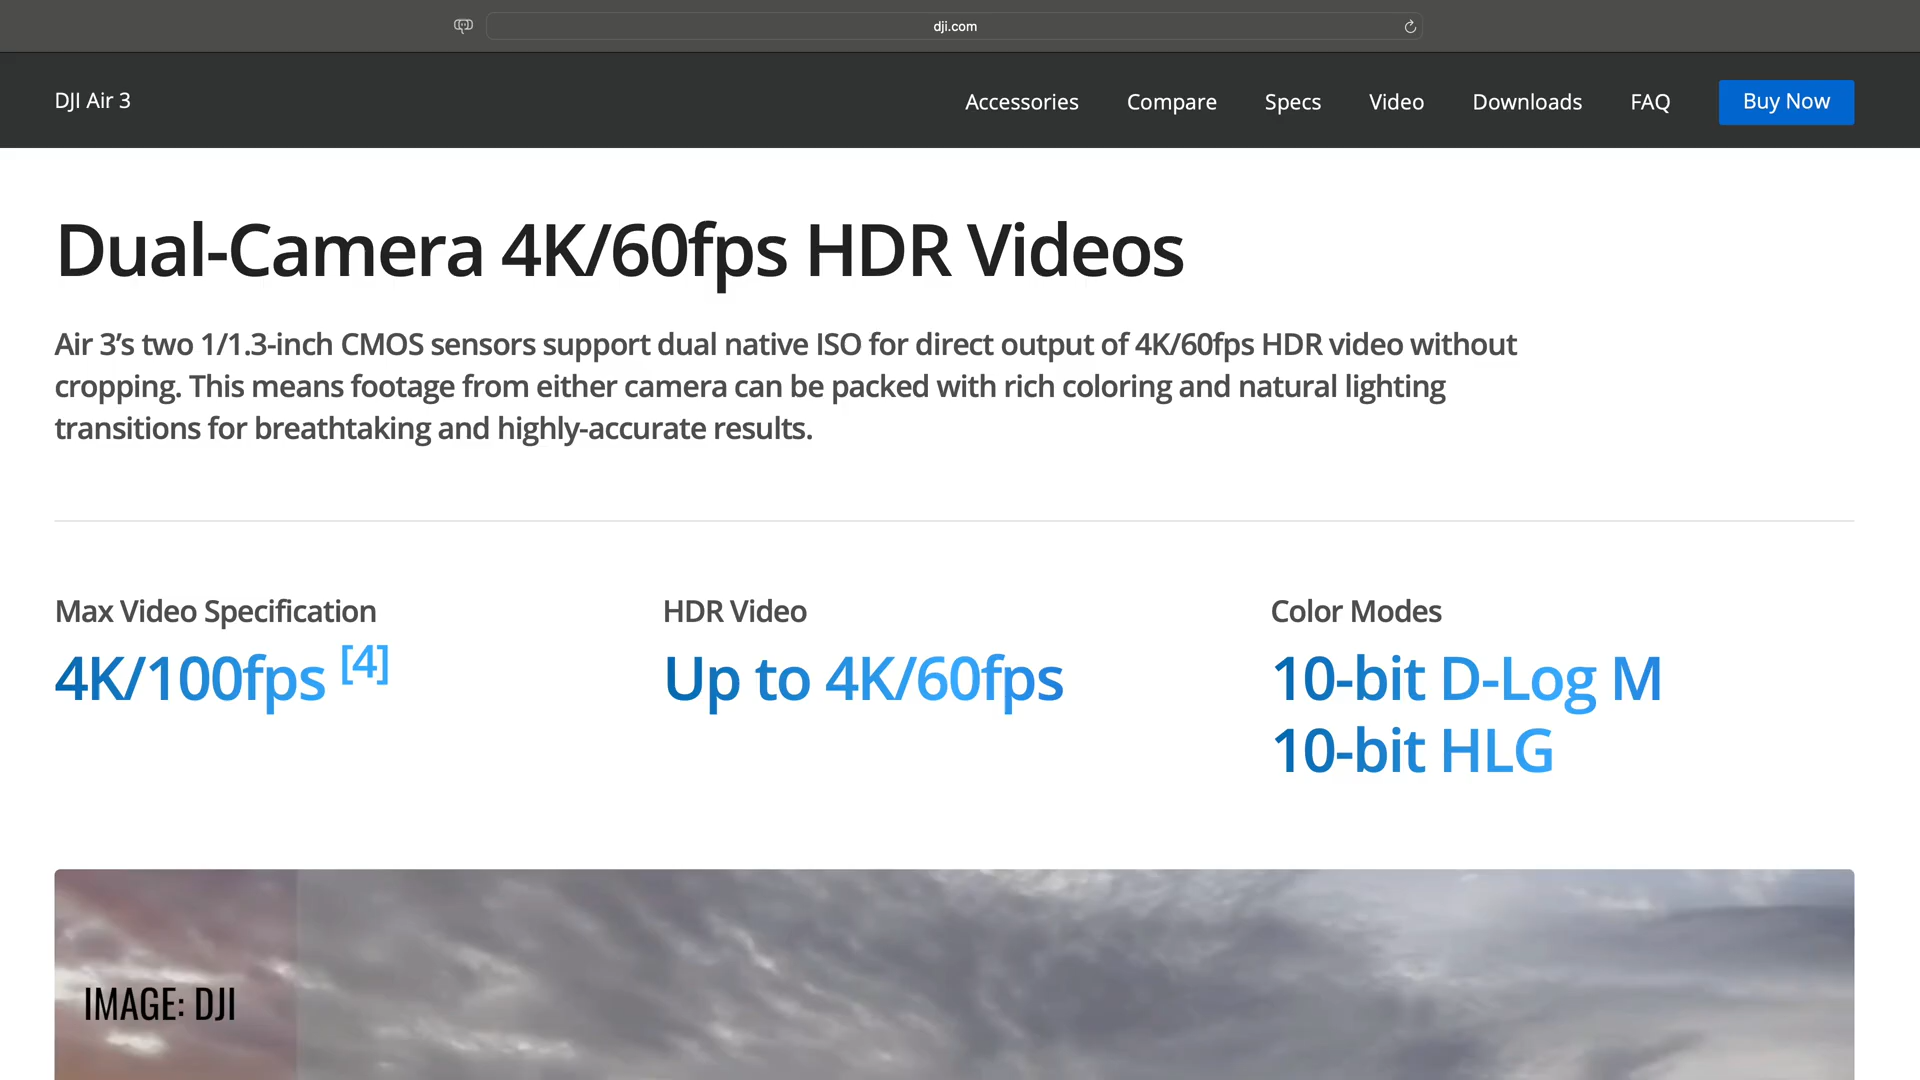 dji.com
DJI Air 3
Accessories
Compare
Specs
Video
Downloads
FAQ
Buy Now
Dual-Camera 4K/60fps HDR Videos
Air 3’s two 1/1.3-inch CMOS sensors support dual native ISO for direct output of 4K/60fps HDR video without
cropping. This means footage from either camera can be packed with rich coloring and natural lighting
transitions for breathtaking and highly-accurate results.
Max Video Specification
4K/100fps [4]
HDR Video
Up to 4K/60fps
Color Modes
10-bit D-Log M
10-bit HLG
IMAGE: DJI